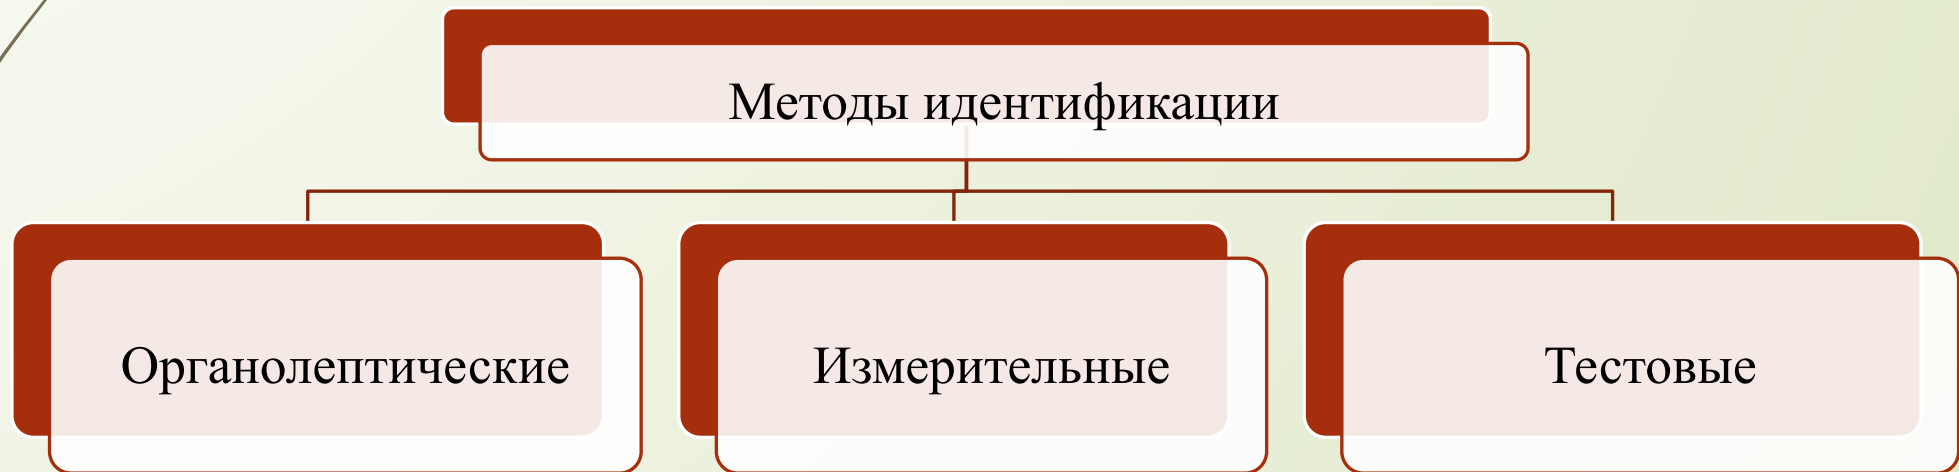 Методы идентификации
Органолептические
Измерительные
Тестовые